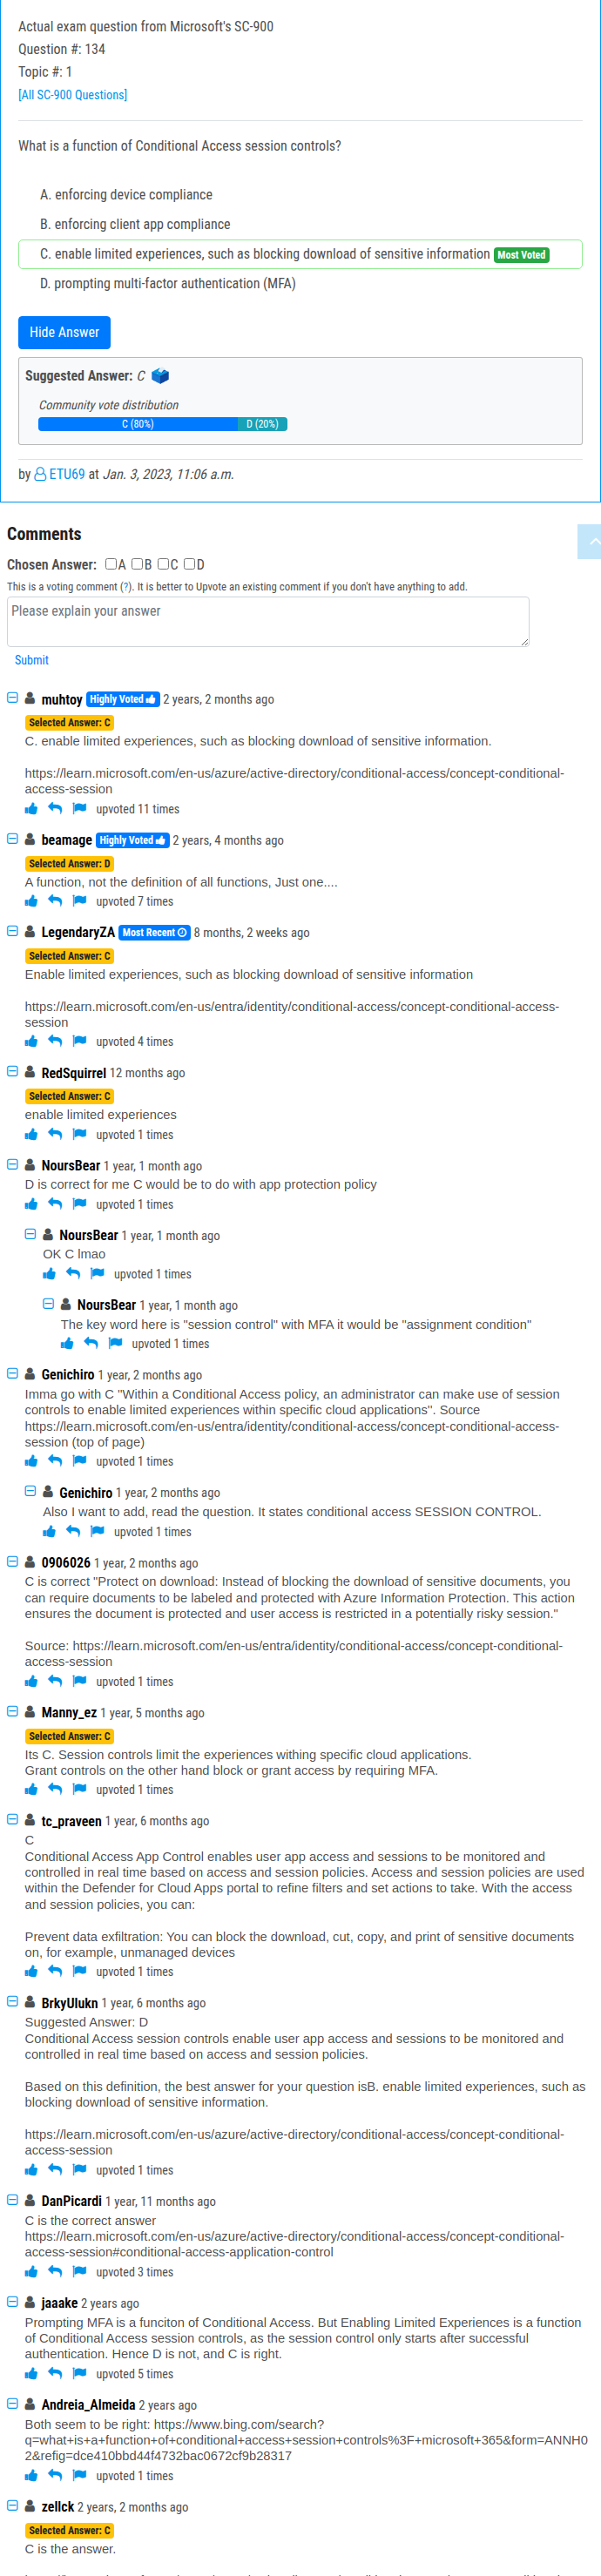 Actual exam question from Microsoft's SC-900
Question #: 134
Topic #: 1
[All SC-900 Questions]
What is a function of Conditional Access session controls?
A. enforcing device compliance
B. enforcing client app compliance
C. enable limited experiences, such as blocking download of sensitive information Most Voted
D. prompting multi-factor authentication (MFA)
Hide Answer
Suggested Answer: C
Community vote distribution
C (80%) D (20%)
by ETU69 at Jan. 3, 2023, 11:06 a.m.
Comments
Chosen Answer: A B C D
This is a voting comment (?). It is better to Upvote an existing comment if you don't have anything to add.
Please explain your answer
Submit
muhtoy Highly Voted 2 years, 2 months ago
Selected Answer: C
C. enable limited experiences, such as blocking download of sensitive information.
https://learn.microsoft.com/en-us/azure/active-directory/conditional-access/concept-conditional-
access-session
upvoted 11 times
beamage Highly Voted 2 years, 4 months ago
Selected Answer: D
A function, not the definition of all functions, Just one....
upvoted 7 times
LegendaryZA Most Recent 8 months, 2 weeks ago
Selected Answer: C
Enable limited experiences, such as blocking download of sensitive information
https://learn.microsoft.com/en-us/entra/identity/conditional-access/concept-conditional-access-
session
upvoted 4 times
RedSquirrel 12 months ago
Selected Answer: C
enable limited experiences
upvoted 1 times
NoursBear 1 year, 1 month ago
D is correct for me C would be to do with app protection policy
upvoted 1 times
NoursBear 1 year, 1 month ago
OK C lmao
upvoted 1 times
NoursBear 1 year, 1 month ago
The key word here is "session control" with MFA it would be "assignment condition"
upvoted 1 times
Genichiro 1 year, 2 months ago
Imma go with C "Within a Conditional Access policy, an administrator can make use of session
controls to enable limited experiences within specific cloud applications". Source
https://learn.microsoft.com/en-us/entra/identity/conditional-access/concept-conditional-access-
session (top of page)
upvoted 1 times
Genichiro 1 year, 2 months ago
Also I want to add, read the question. It states conditional access SESSION CONTROL.
upvoted 1 times
0906026 1 year, 2 months ago
C is correct "Protect on download: Instead of blocking the download of sensitive documents, you
can require documents to be labeled and protected with Azure Information Protection. This action
ensures the document is protected and user access is restricted in a potentially risky session."
Source: https://learn.microsoft.com/en-us/entra/identity/conditional-access/concept-conditional-
access-session
upvoted 1 times
Manny_ez 1 year, 5 months ago
Selected Answer: C
Its C. Session controls limit the experiences withing specific cloud applications.
Grant controls on the other hand block or grant access by requiring MFA.
upvoted 1 times
tc_praveen 1 year, 6 months ago
C
Conditional Access App Control enables user app access and sessions to be monitored and
controlled in real time based on access and session policies. Access and session policies are used
within the Defender for Cloud Apps portal to refine filters and set actions to take. With the access
and session policies, you can:
Prevent data exfiltration: You can block the download, cut, copy, and print of sensitive documents
on, for example, unmanaged devices
upvoted 1 times
BrkyUlukn 1 year, 6 months ago
Suggested Answer: D
Conditional Access session controls enable user app access and sessions to be monitored and
controlled in real time based on access and session policies.
Based on this definition, the best answer for your question isB. enable limited experiences, such as
blocking download of sensitive information.
https://learn.microsoft.com/en-us/azure/active-directory/conditional-access/concept-conditional-
access-session
upvoted 1 times
DanPicardi 1 year, 11 months ago
C is the correct answer
https://learn.microsoft.com/en-us/azure/active-directory/conditional-access/concept-conditional-
access-session#conditional-access-application-control
upvoted 3 times
jaaake 2 years ago
Prompting MFA is a funciton of Conditional Access. But Enabling Limited Experiences is a function
of Conditional Access session controls, as the session control only starts after successful
authentication. Hence D is not, and C is right.
upvoted 5 times
Andreia_Almeida 2 years ago
Both seem to be right: https://www.bing.com/search?
q=what+is+a+function+of+conditional+access+session+controls%3F+microsoft+365&form=ANNH0
2&refig=dce410bbd44f4732bac0672cf9b28317
upvoted 1 times
zellck 2 years, 2 months ago
Selected Answer: C
C is the answer.